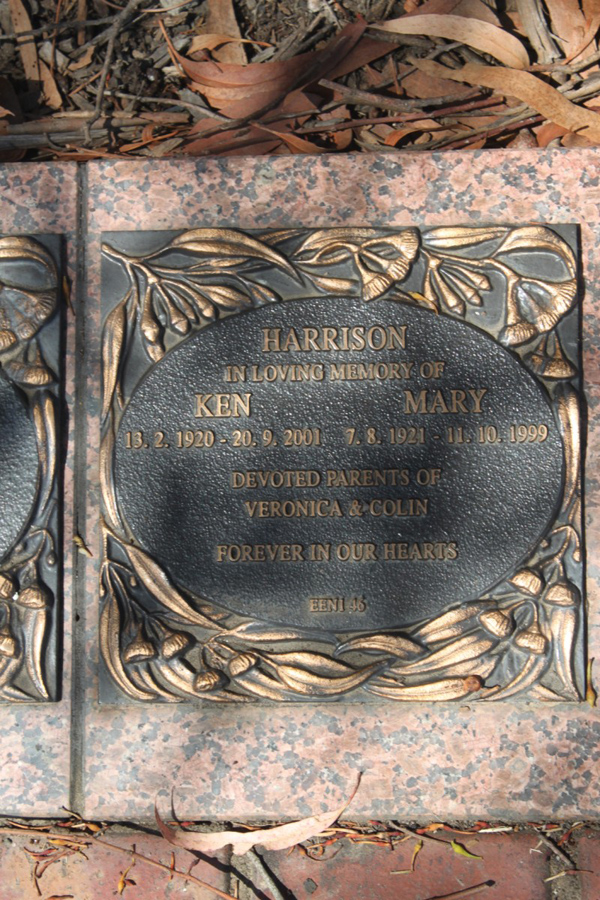 HARRISON
IN LOVING MEMORY OF
KEN MARY
13. 2. 1920 - 20. 9. 2001 7. 8. 1921 - 11. 10. 1999
DEVOTED PARENTS OF
VERONICA & COLIN
FOREVER IN OUR HEARTS
EEN1 46